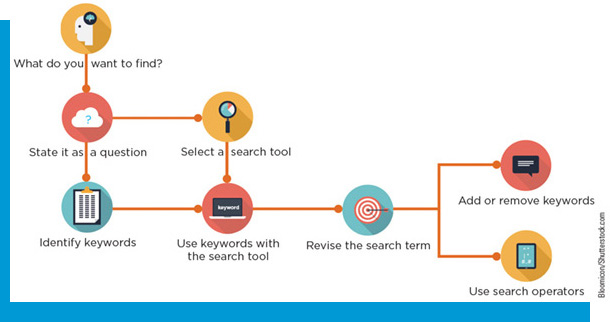 What do you want to find?
?
State it as a question
Select a search tool
Identify keywords
keyword
Use keywords with
the search tool
Revise the search term
Add or remove keywords
Use search operators
Bloomicon/Shutterstock.com